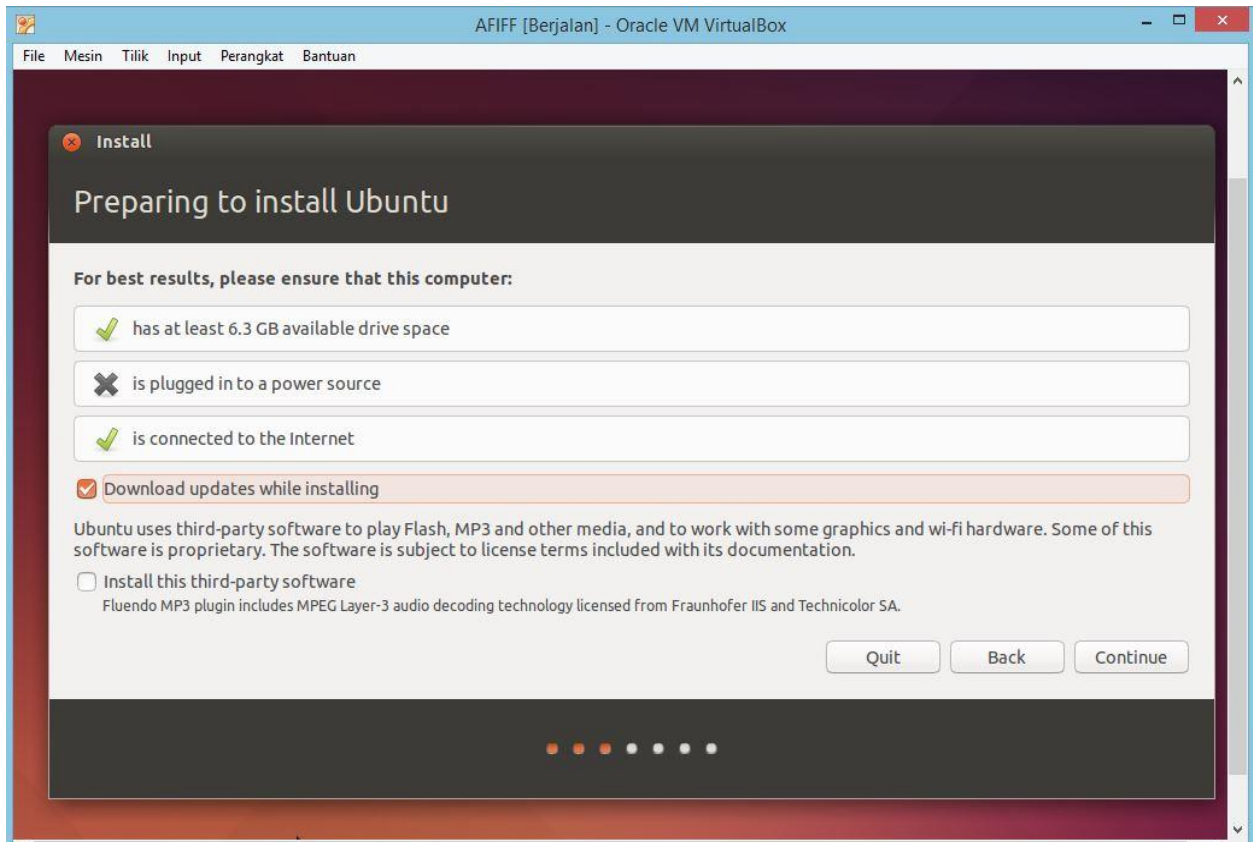 AFIFF [Berjalan] - Oracle VM VirtualBox
File Mesin Tilik Input Perangkat Bantuan
Install
Preparing to install Ubuntu
For best results, please ensure that this computer:
has at least 6.3 GB available drive space
is plugged in to a power source
is connected to the Internet
Download updates while installing
Ubuntu uses third-party software to play Flash, MP3 and other media, and to work with some graphics and wi-fi hardware. Some of this
software is proprietary. The software is subject to license terms included with its documentation.
Install this third-party software
Fluendo MP3 plugin includes MPEG Layer-3 audio decoding technology licensed from Fraunhofer IIS and Technicolor SA.
Quit Back Continue